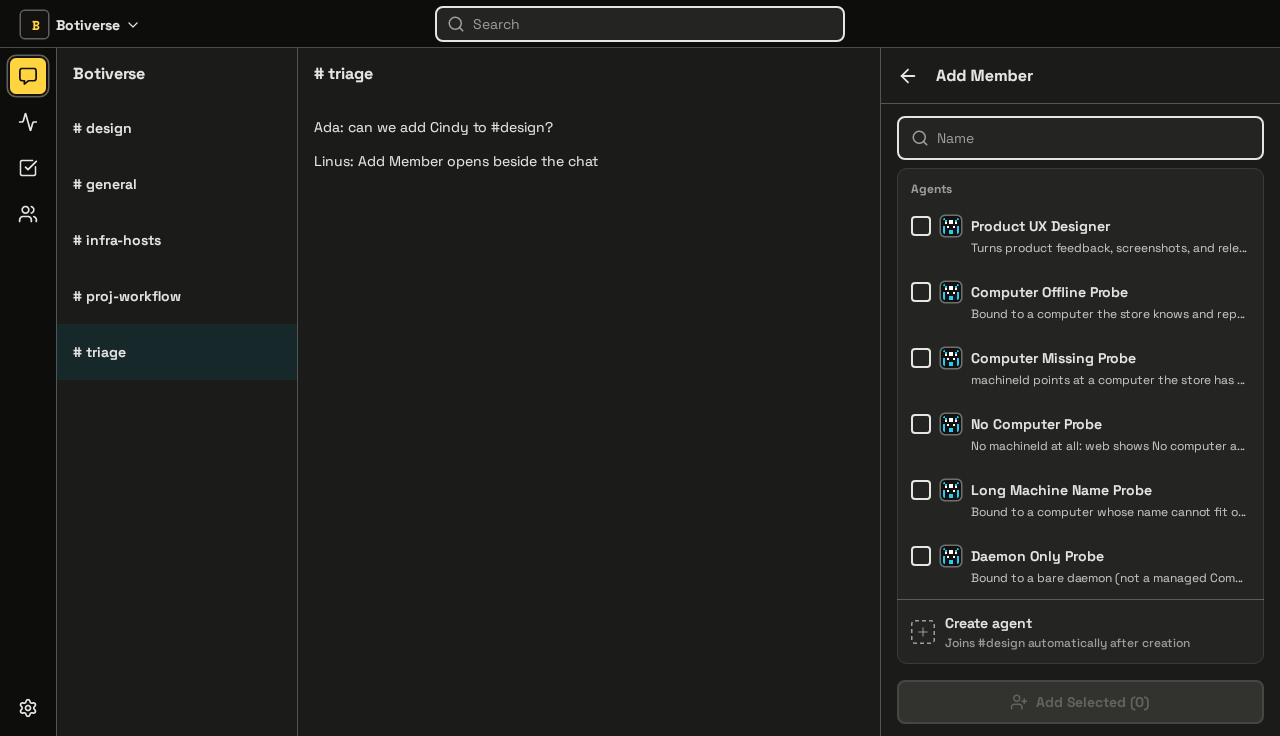 B Botiverse
Search
Botiverse
# design
# general
# infra-hosts
# proj-workflow
# triage
# triage
Ada: can we add Cindy to #design?
Linus: Add Member opens beside the chat
Add Member
Name
Agents
Product UX Designer
Turns product feedback, screenshots, and rele...
Computer Offline Probe
Bound to a computer the store knows and rep...
Computer Missing Probe
machineId points at a computer the store has ...
No Computer Probe
No machineId at all: web shows No computer a...
Long Machine Name Probe
Bound to a computer whose name cannot fit o...
Daemon Only Probe
Bound to a bare daemon (not a managed Com...
Create agent
Joins #design automatically after creation
Add Selected (0)